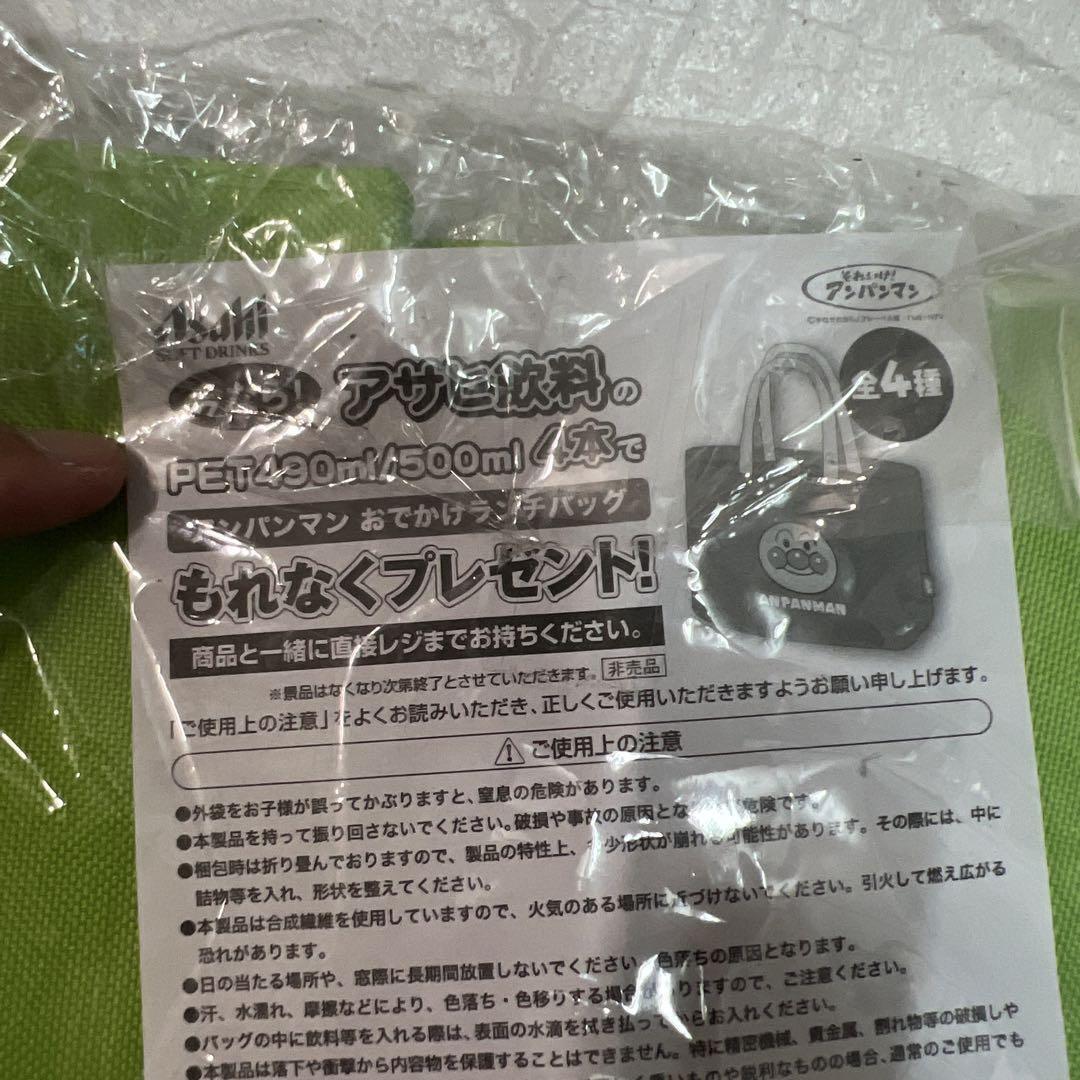 Asahi
SOFT DRINKS
それいけ!
アンパンマン
全4種
アサヒ飲料の
PET490ml/500ml 4本で
アンパンマン おでかけランチバッグ
もれなくプレゼント!
ANPANMAN
商品と一緒に直接レジまでお持ちください。
※景品はなくなり次第終了とさせていただきます。 非売品
「ご使用上の注意」をよくお読みいただき、正しくご使用いただきますようお願い申し上げます。
ご使用上の注意
●外袋をお子様が誤ってかぶりますと、窒息の危険があります。
●本製品を持って振り回さないでください。破損や事故の原因となり危険です。
●梱包時は折り畳んでおりますので、製品の特性上、多少形状が崩れる可能性があります。その際には、中に
詰物等を入れ、形状を整えてください。
●本製品は合成繊維を使用していますので、火気のある場所に近づけないでください。引火して燃え広がる
恐れがあります。
●日の当たる場所や、窓際に長期間放置しないでください。色落ちの原因となります。
●汗、水濡れ、摩擦などにより、色落ち・色移りする場合がありますので、ご注意ください。
●バッグの中に飲料等を入れる際は、表面の水滴を拭き払ってからお入れください。
●本製品は落下や衝撃から内容物を保護することはできません。特に精密機械、貴金属、割れ物等の破損しや
重いものや鋭利なものの場合、通常のご使用でも